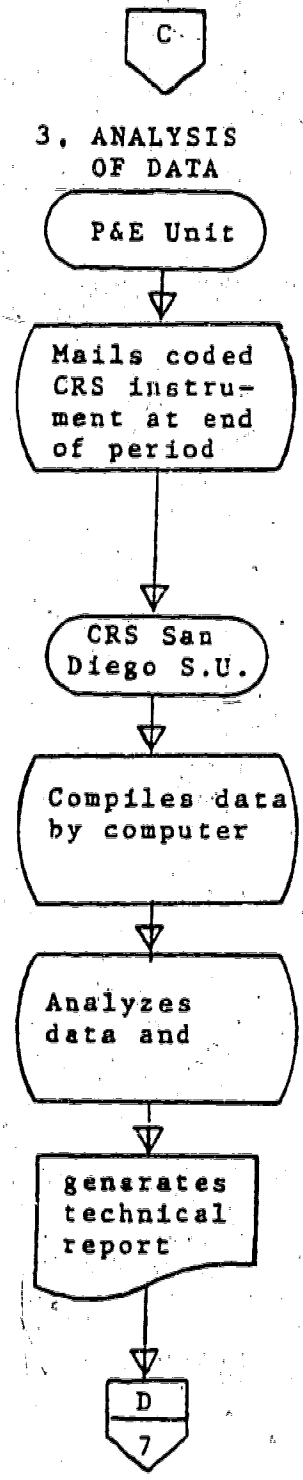 C
3. ANALYSIS
OF DATA
P&E Unit
Mails coded
CRS instru-
ment at end
of period
CRS San
Diego S.U.
Compiles data
by computer
Analyzes
data and
genarates
technical
report
D
7